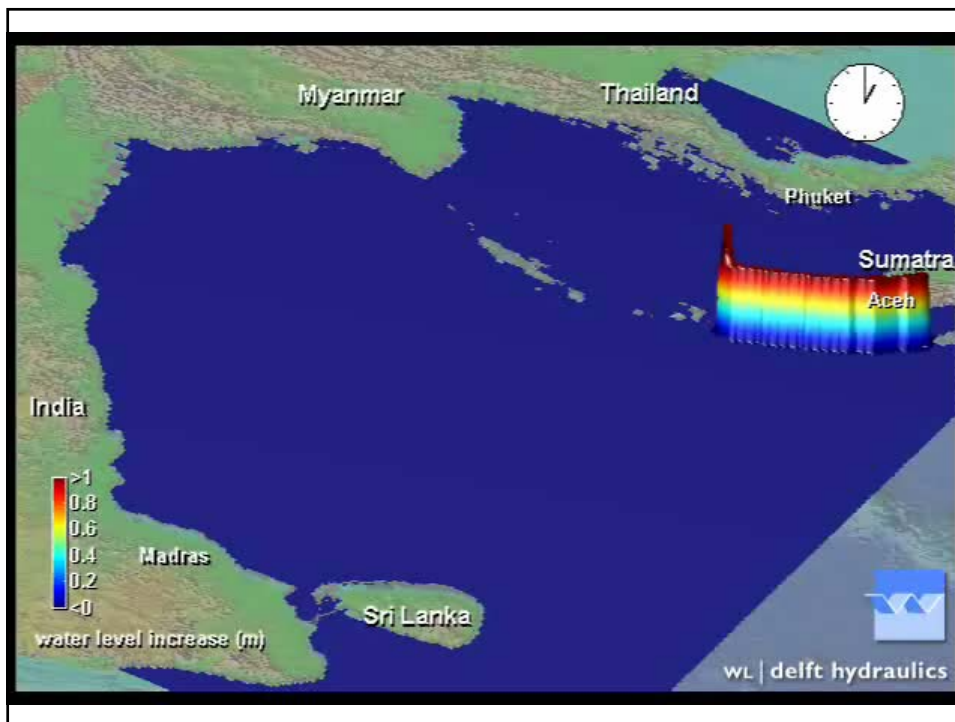 Myanmar
Thailand
Phuket
Sumatra
Aceh
India
>1
0.8
0.6
0.4
0.2
<0
Madras
Sri Lanka
water level increase (m)
WL | delft hydraulics